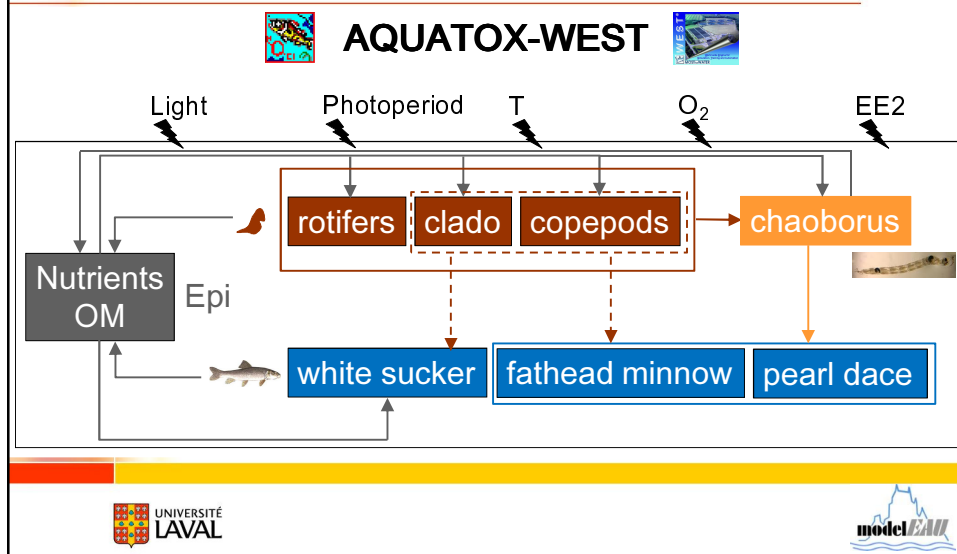 AQUATOX-WEST
WEST
Light Photoperiod T O₂ EE2
rotifers clado copepods chaoborus
Nutrients
OM
Epi
white sucker fathead minnow pearl dace
UNIVERSITÉ
LAVAL
modelEAU